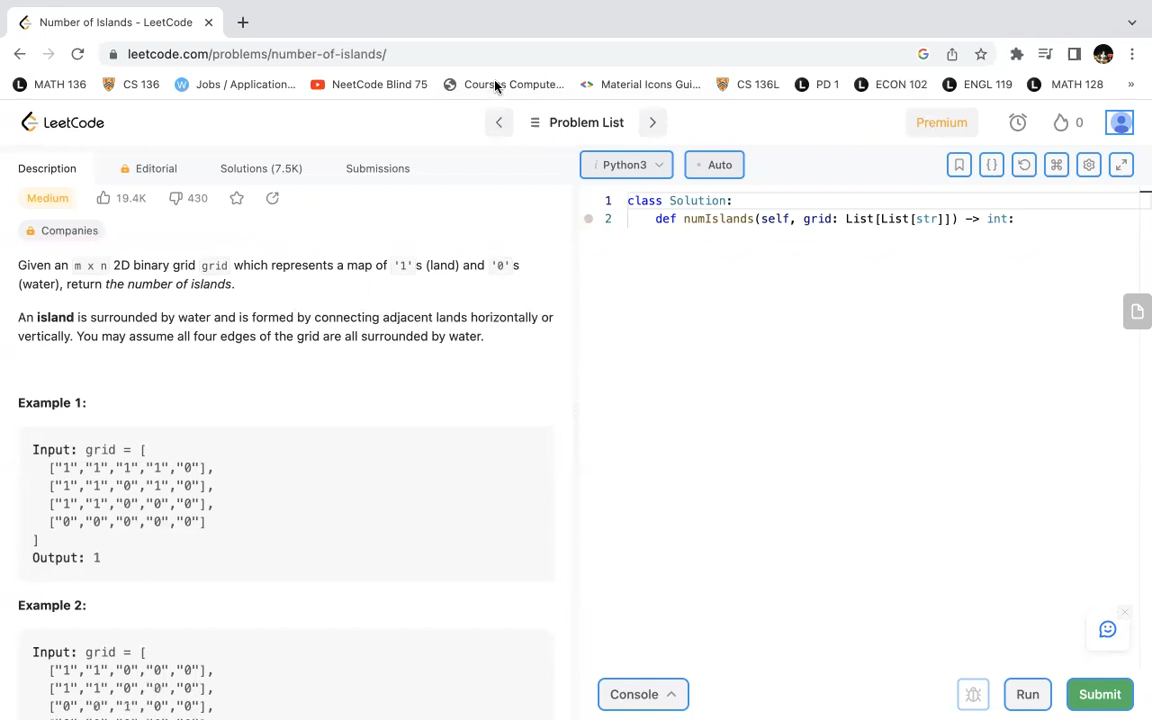 Number of Islands - LeetCode
leetcode.com/problems/number-of-islands/
MATH 136 CS 136 Jobs / Application... NeetCode Blind 75 Courses Compute... Material Icons Gui... CS 136L PD 1 ECON 102 ENGL 119 MATH 128 »
LeetCode Problem List Premium 0
Description Editorial Solutions (7.5K) Submissions
Medium 19.4K 430
Companies
Given an m x n 2D binary grid grid which represents a map of '1's (land) and '0's
(water), return the number of islands.
An island is surrounded by water and is formed by connecting adjacent lands horizontally or
vertically. You may assume all four edges of the grid are all surrounded by water.
Example 1:
Input: grid = [
["1","1","1","1","0"],
["1","1","0","1","0"],
["1","1","0","0","0"],
["0","0","0","0","0"]
]
Output: 1
Example 2:
Input: grid = [
["1","1","0","0","0"],
["1","1","0","0","0"],
["0","0","1","0","0"],
i Python3 Auto
{ }
1 class Solution:
2 def numIslands(self, grid: List[List[str]]) -> int:
Console Run Submit